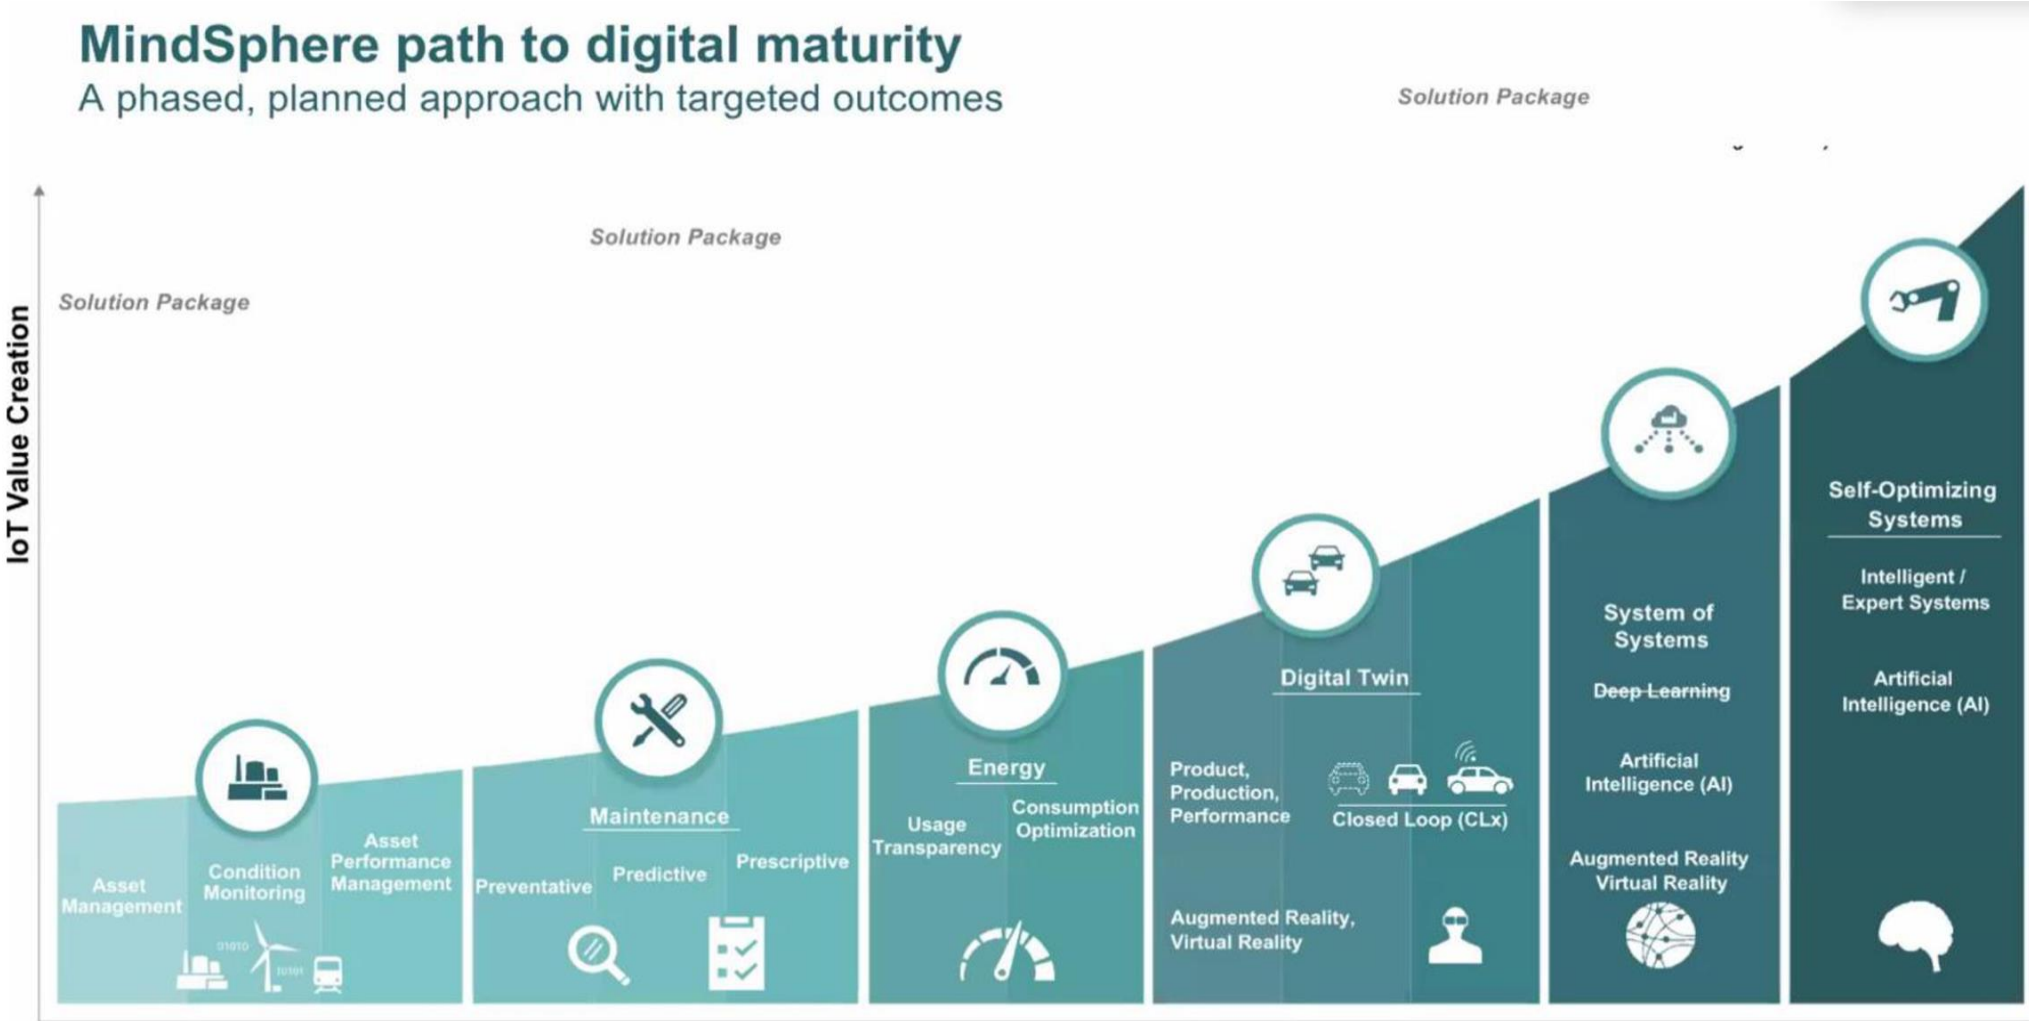 MindSphere path to digital maturity
A phased, planned approach with targeted outcomes
Solution Package
Solution Package
Solution Package
IoT Value Creation
Asset
Management
Condition
Monitoring
01010
10101
Asset
Performance
Management
Maintenance
Preventative
Predictive
Prescriptive
Energy
Usage
Transparency
Consumption
Optimization
Digital Twin
Product,
Production,
Performance
Closed Loop (CLx)
Augmented Reality,
Virtual Reality
System of
Systems
Deep Learning
Artificial
Intelligence (AI)
Augmented Reality
Virtual Reality
Self-Optimizing
Systems
Intelligent /
Expert Systems
Artificial
Intelligence (AI)